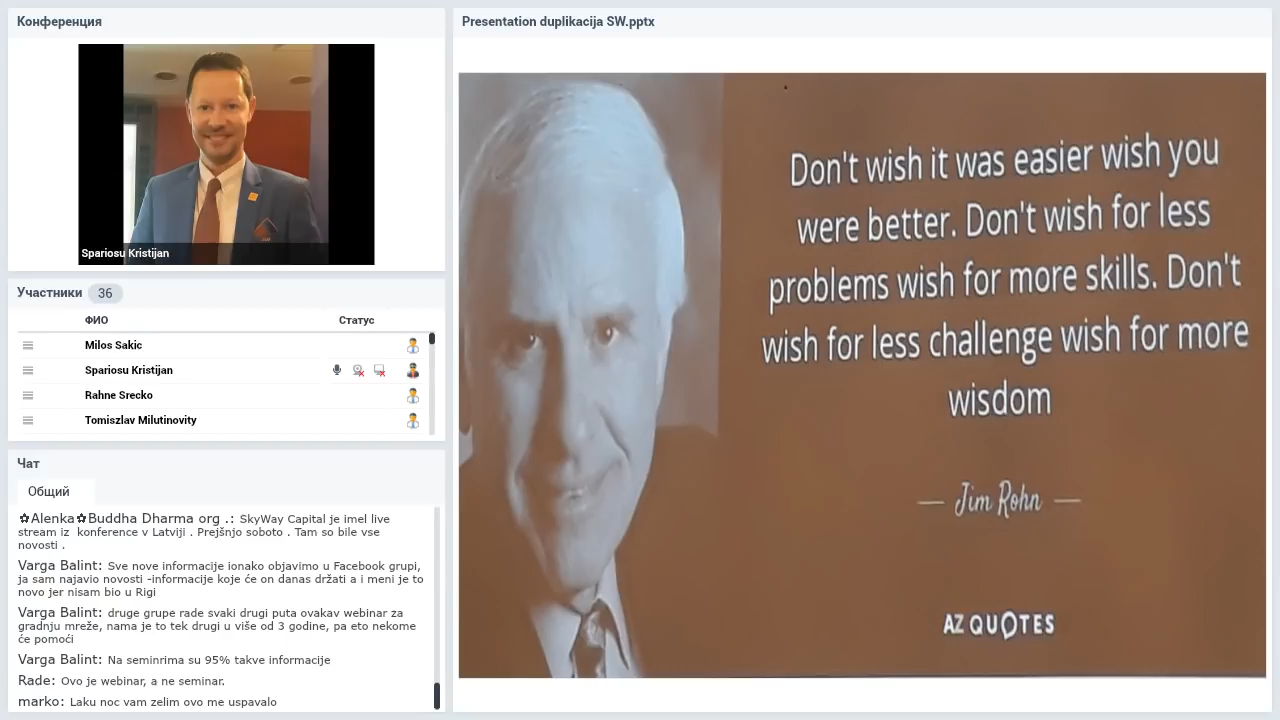 Конференция
Spariosu Kristijan
Участники 36
ФИО Статус
Milos Sakic
Spariosu Kristijan
Rahne Srecko
Tomiszlav Milutinovity
Чат
Общий
✿Alenka✿Buddha Dharma org .: SkyWay Capital je imel live
stream iz konference v Latviji . Prejšnjo soboto . Tam so bile vse
novosti .
Varga Balint: Sve nove informacije ionako objavimo u Facebook grupi,
ja sam najavio novosti -informacije koje će on danas držati a i meni je to
novo jer nisam bio u Rigi
Varga Balint: druge grupe rade svaki drugi puta ovakav webinar za
gradnju mreže, nama je to tek drugi u više od 3 godine, pa eto nekome
će pomoći
Varga Balint: Na seminrima su 95% takve informacije
Rade: Ovo je webinar, a ne seminar.
marko: Laku noc vam zelim ovo me uspavalo
Presentation duplikacija SW.pptx
Don't wish it was easier wish you
were better. Don't wish for less
problems wish for more skills. Don't
wish for less challenge wish for more
wisdom
— Jim Rohn —
AZ QUOTES